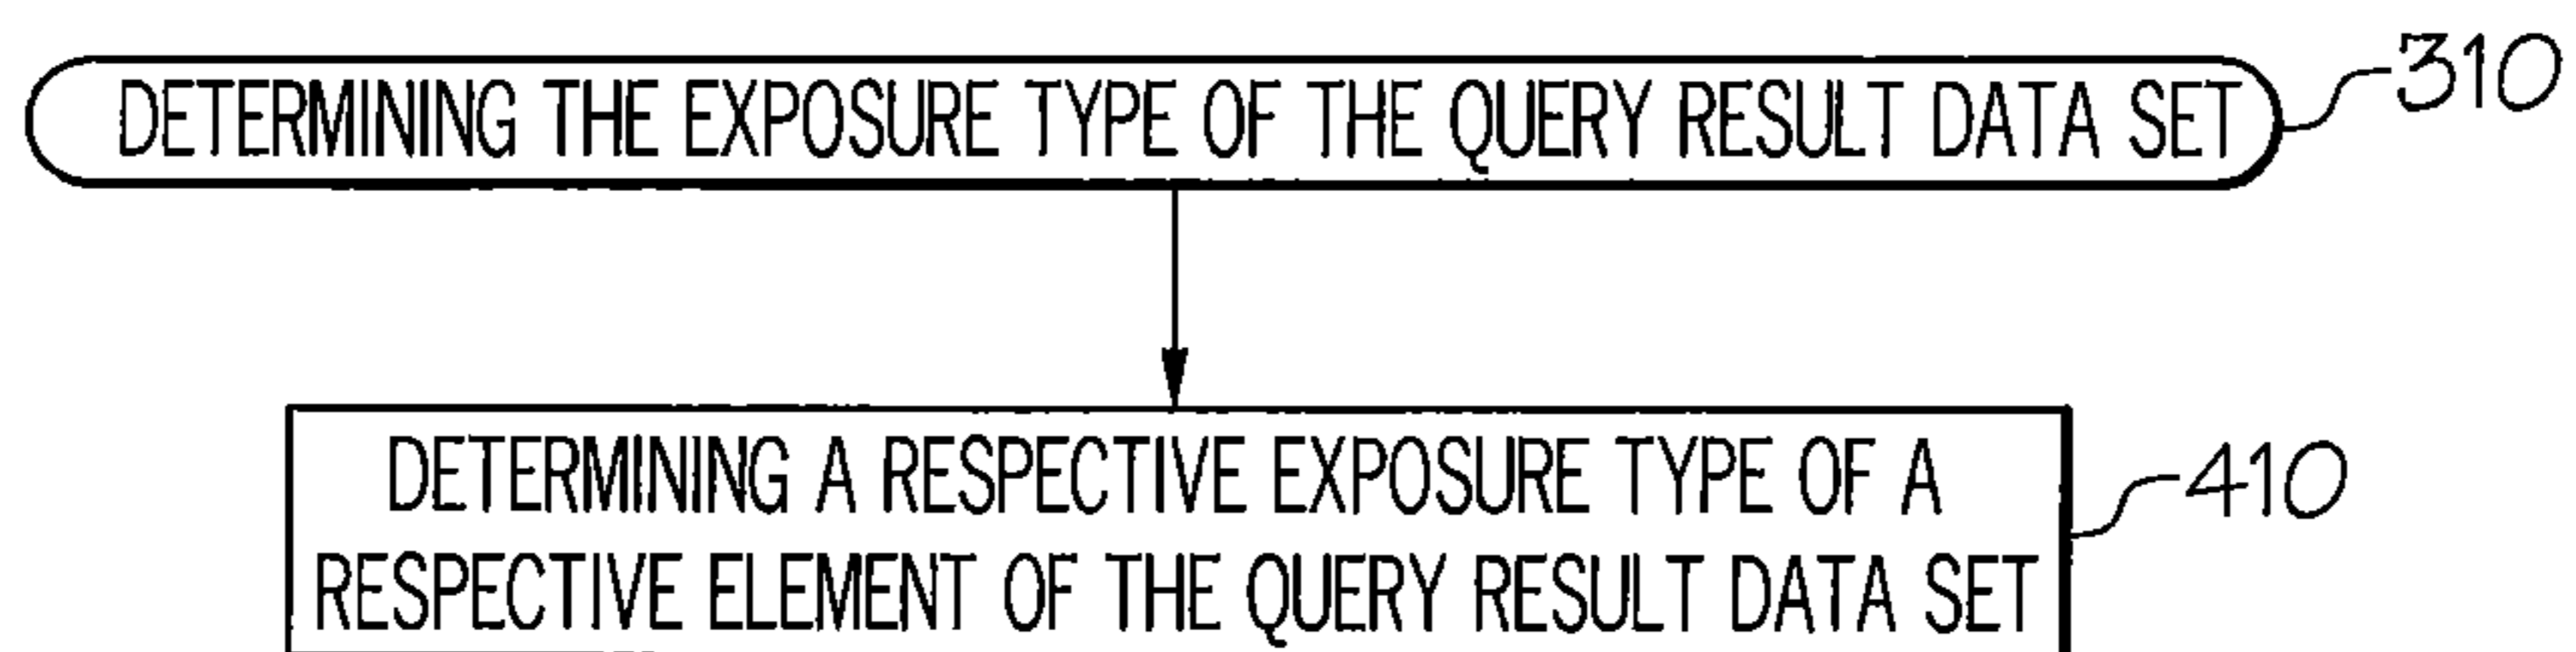 DETERMINING THE EXPOSURE TYPE OF THE QUERY RESULT DATA SET
310
DETERMINING A RESPECTIVE EXPOSURE TYPE OF A
410
RESPECTIVE ELEMENT OF THE QUERY RESULT DATA SET